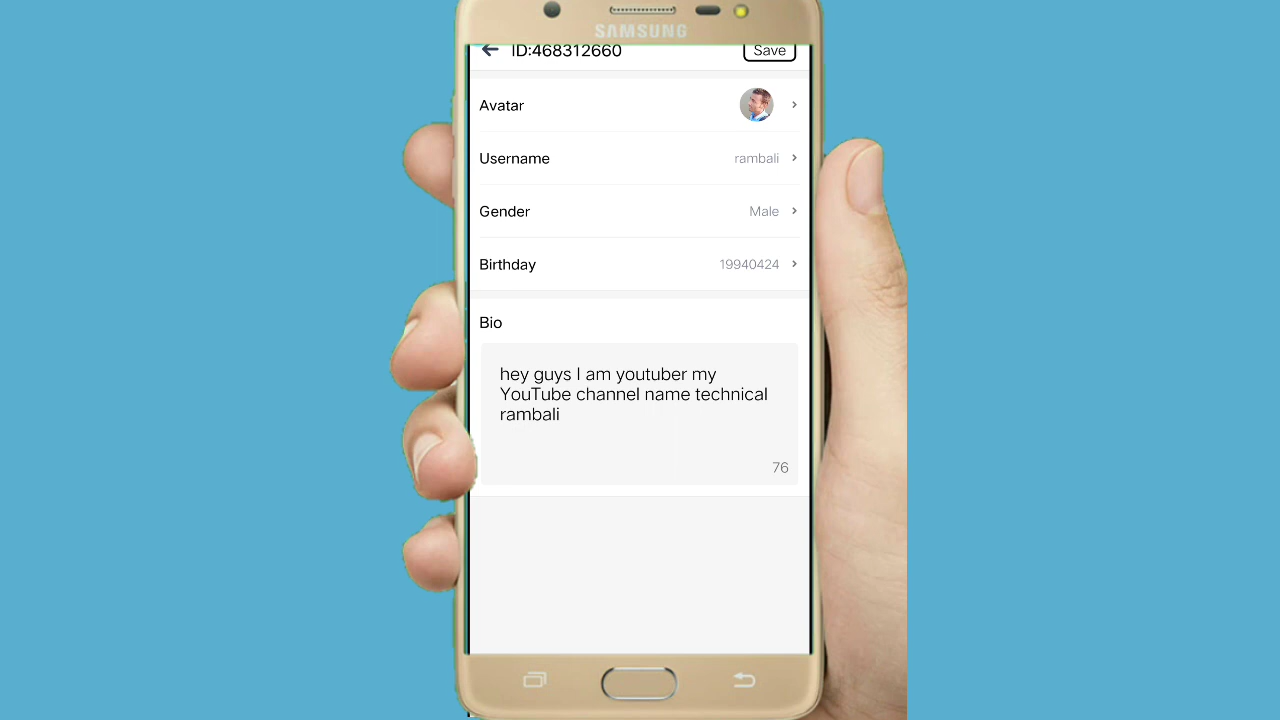 SAMSUNG
ID:468312660
Save
Avatar
Username
rambali
Gender
Male
Birthday
19940424
Bio
hey guys I am youtuber my
YouTube channel name technical
rambali
76